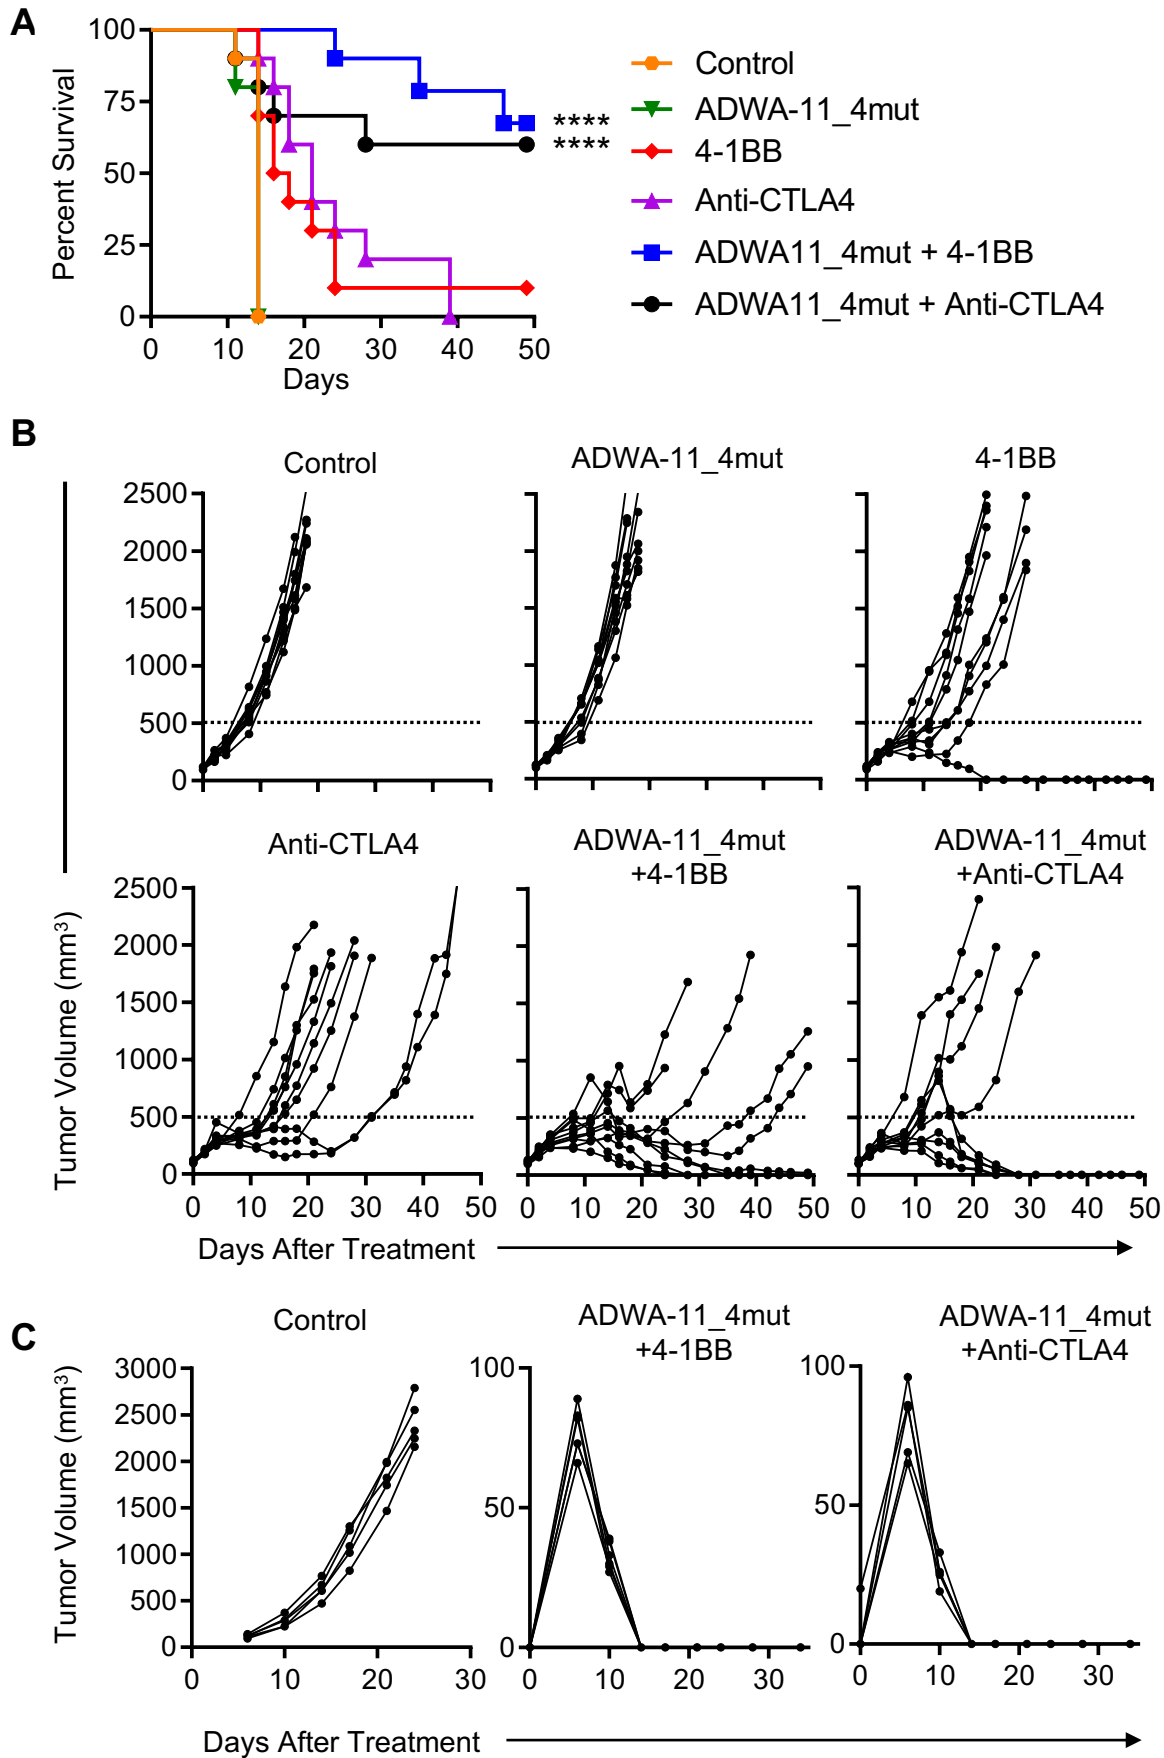 A
100
75
50
25
0
Percent Survival
0 10 20 30 40 50
Days
****
****
Control
ADWA-11_4mut
4-1BB
Anti-CTLA4
ADWA11_4mut + 4-1BB
ADWA11_4mut + Anti-CTLA4
B
Control
ADWA-11_4mut
4-1BB
2500
2000
1500
1000
500
0
Anti-CTLA4
ADWA-11_4mut
+4-1BB
ADWA-11_4mut
+Anti-CTLA4
2500
2000
1500
1000
500
0
Tumor Volume (mm³)
0 10 20 30 40 50
0 10 20 30 40 50
0 10 20 30 40 50
Days After Treatment
C
Control
ADWA-11_4mut
+4-1BB
ADWA-11_4mut
+Anti-CTLA4
Tumor Volume (mm³)
3000
2500
2000
1500
1000
500
0
0 10 20 30
100
50
0
0 10 20 30
100
50
0
0 10 20 30
Days After Treatment